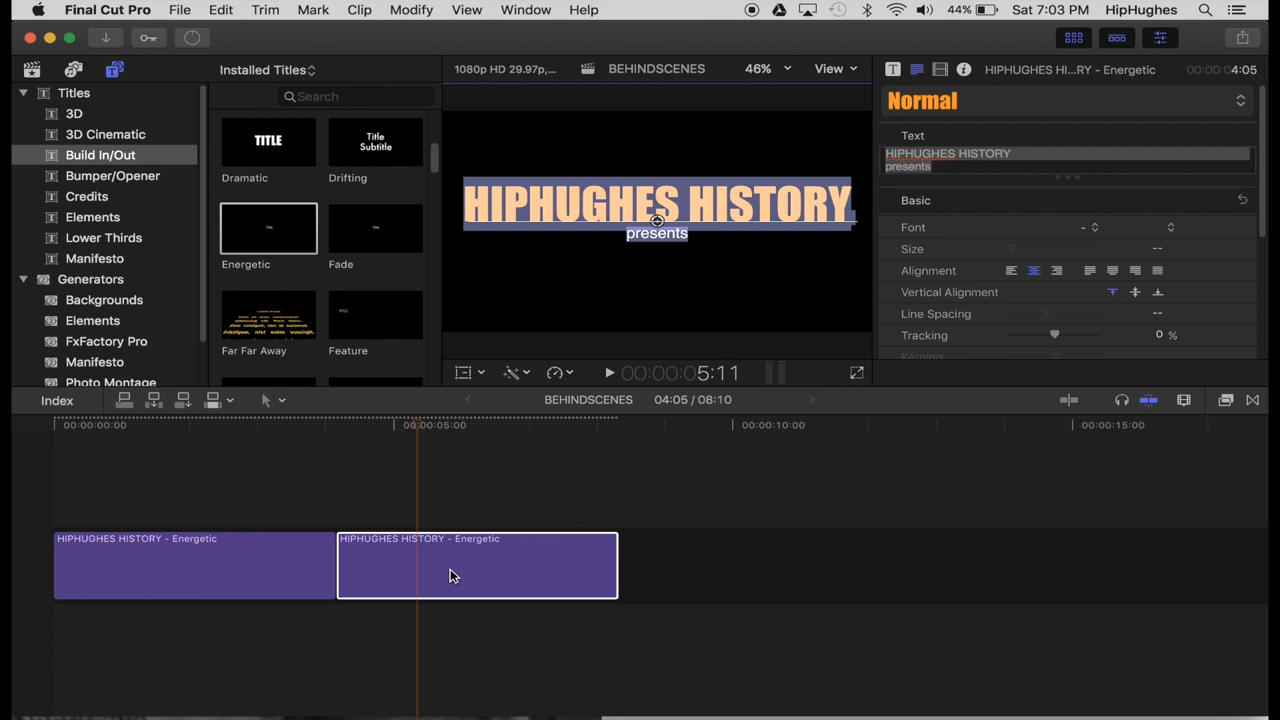 Final Cut Pro File Edit Trim Mark Clip Modify View Window Help 44% Sat 7:03 PM HipHughes
Installed Titles
1080p HD 29.97p,... BEHINDSCENES 46% View
HIPHUGHES HI...RY - Energetic 00:00:04:05
Titles
3D
3D Cinematic
Build In/Out
Bumper/Opener
Credits
Elements
Lower Thirds
Manifesto
Generators
Backgrounds
Elements
FxFactory Pro
Manifesto
Photo Montage
Search
TITLE
Title
Subtitle
Dramatic Drifting
Title
Title
Energetic Fade
TITLE
Far Far Away Feature
HIPHUGHES HISTORY
presents
00:00:05:11
Normal
Text
HIPHUGHES HISTORY
presents
Basic
Font -
Size --
Alignment
Vertical Alignment
Line Spacing --
Tracking 0 %
Kerning
Index BEHINDSCENES 04:05 / 08:10
00:00:00:00 00:00:05:00 00:00:10:00 00:00:15:00
HIPHUGHES HISTORY - Energetic HIPHUGHES HISTORY - Energetic